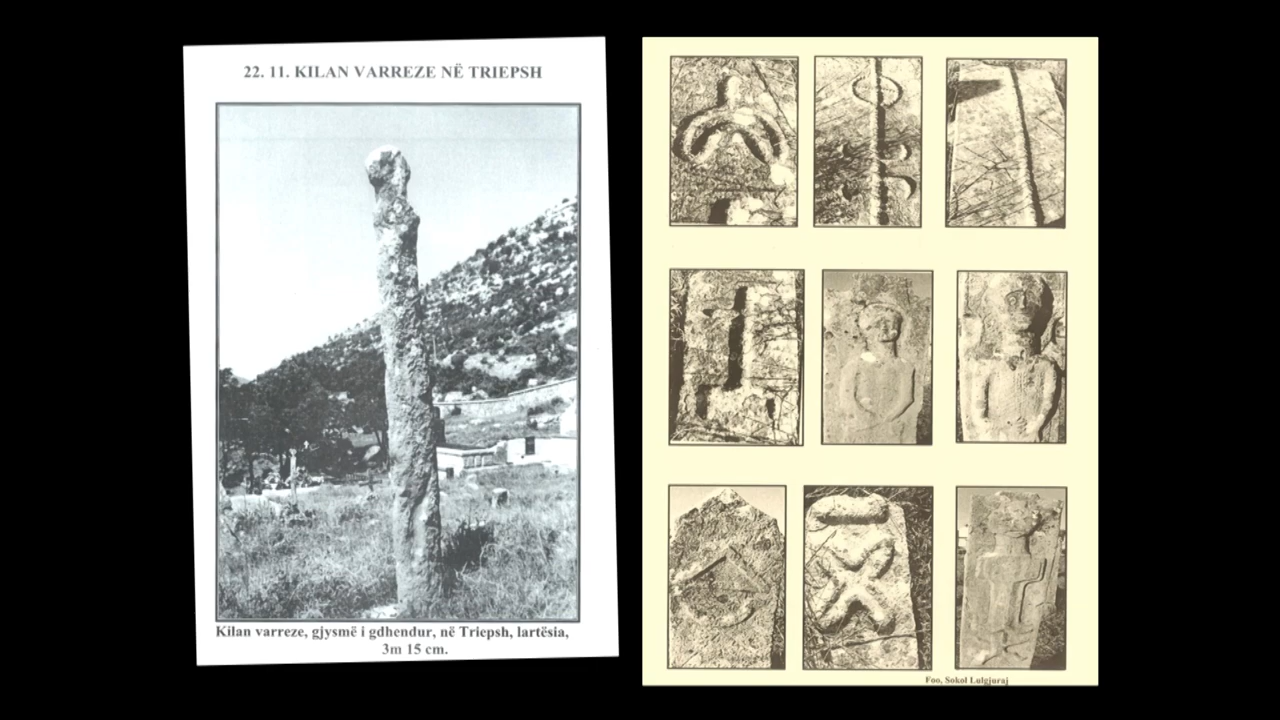 22. 11. KILAN VARREZE NË TRIEPSH
Kilan varreze, gjysmë i gdhendur, në Triepsh, lartësia,
3m 15 cm.
Foo, Sokol Lulgjuraj